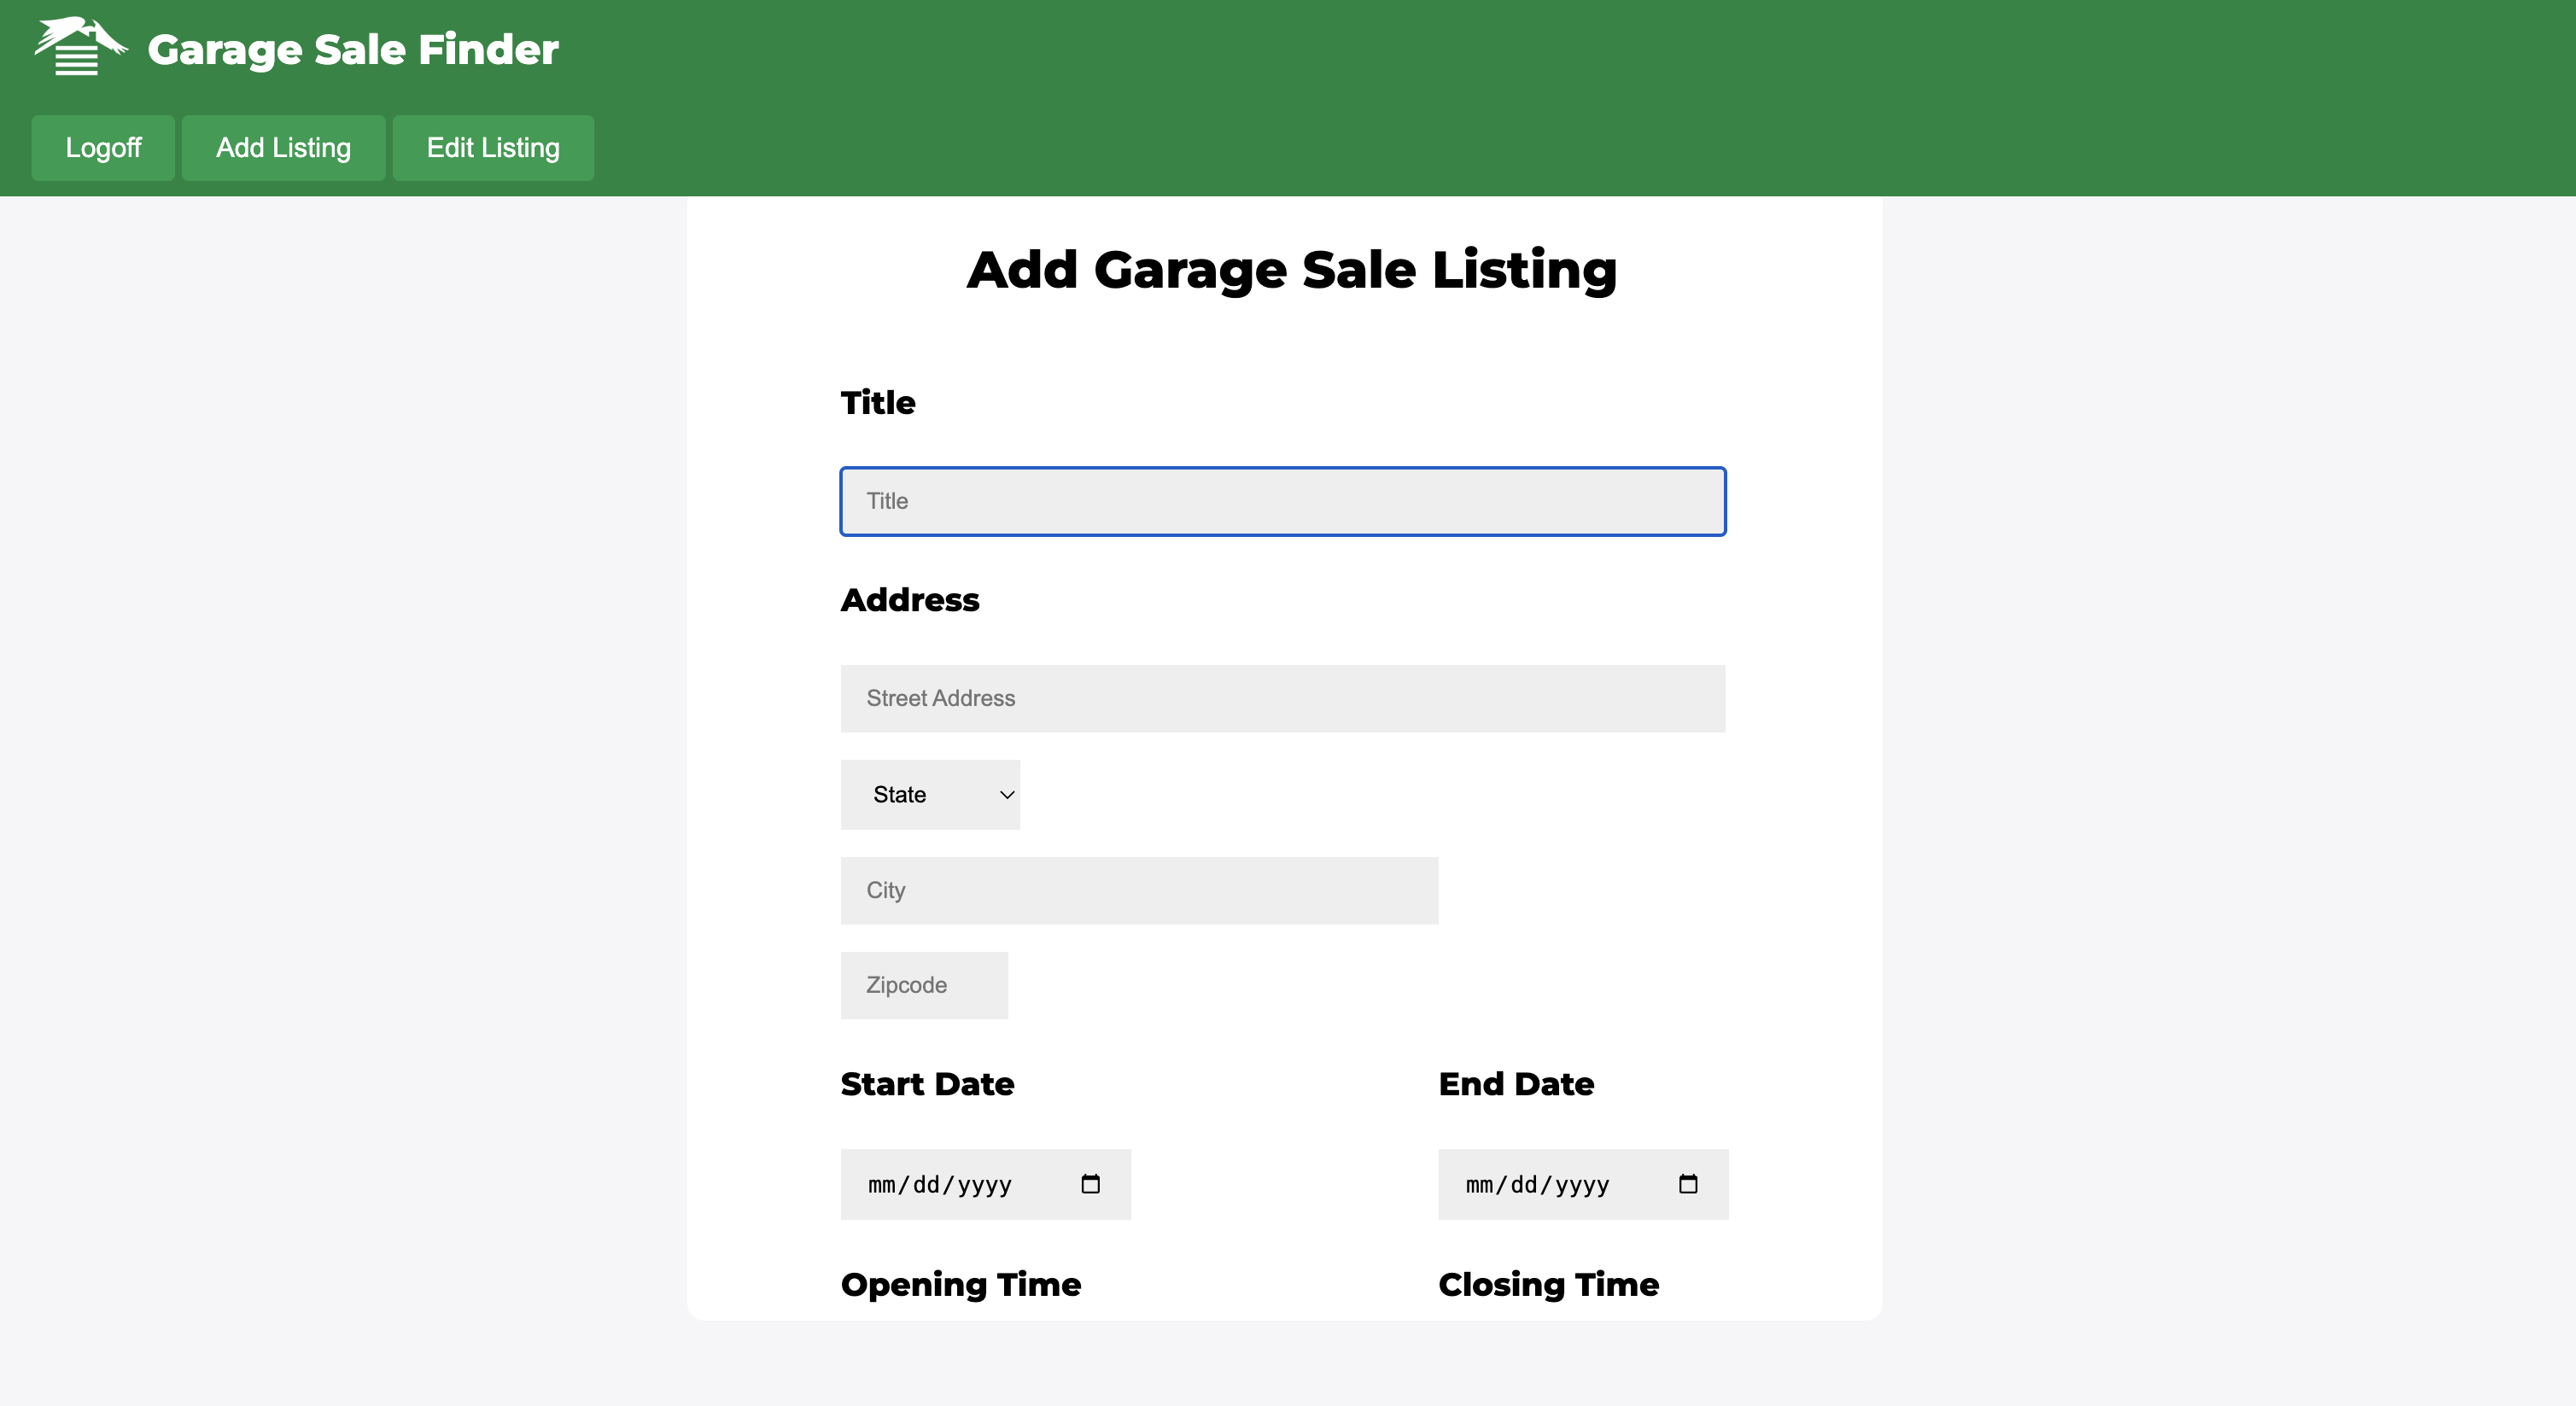 Garage Sale Finder
Logoff Add Listing Edit Listing
Add Garage Sale Listing
Title
Title
Address
Street Address
State
City
Zipcode
Start Date End Date
mm/dd/yyyy mm/dd/yyyy
Opening Time Closing Time